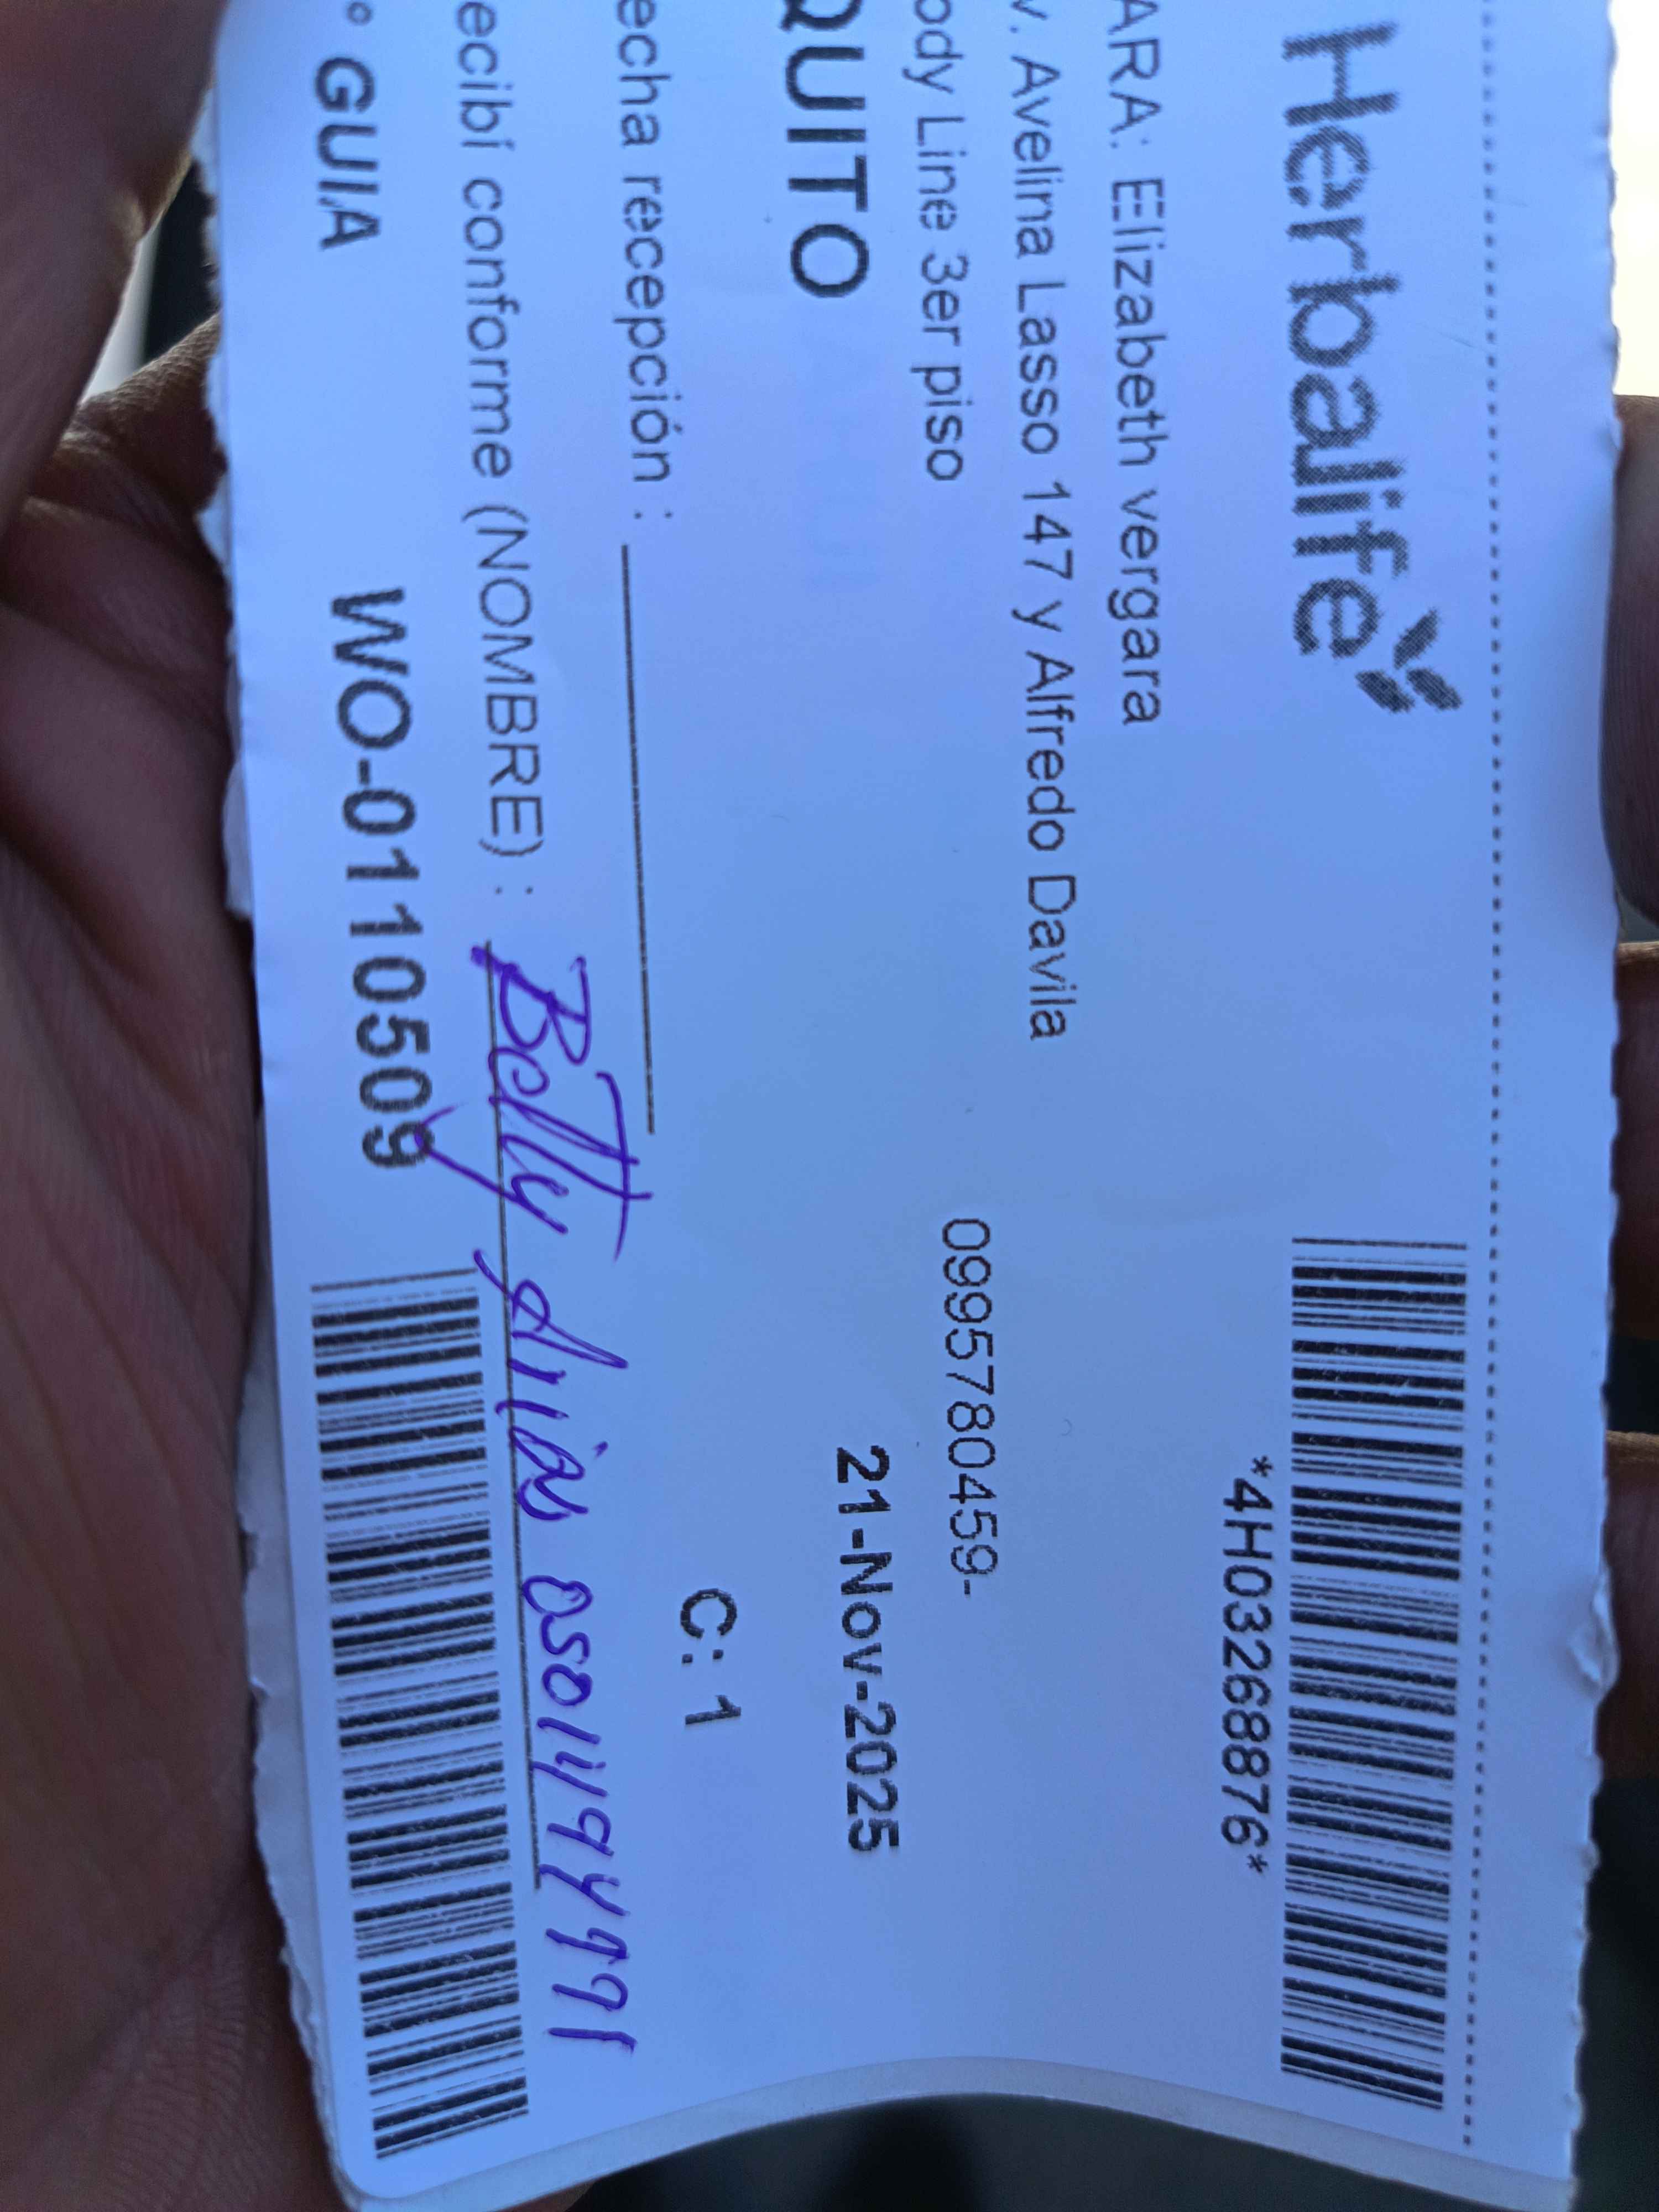 Herbalife
*4H03268876*
ARA: Elizabeth vergara
v. Avelina Lasso 147 y Alfredo Davila
ody Line 3er piso 0995780459-
QUITO 21-Nov-2025
echa recepción : C: 1
ecibí conforme (NOMBRE) : Betty
° GUIA WO-0110509